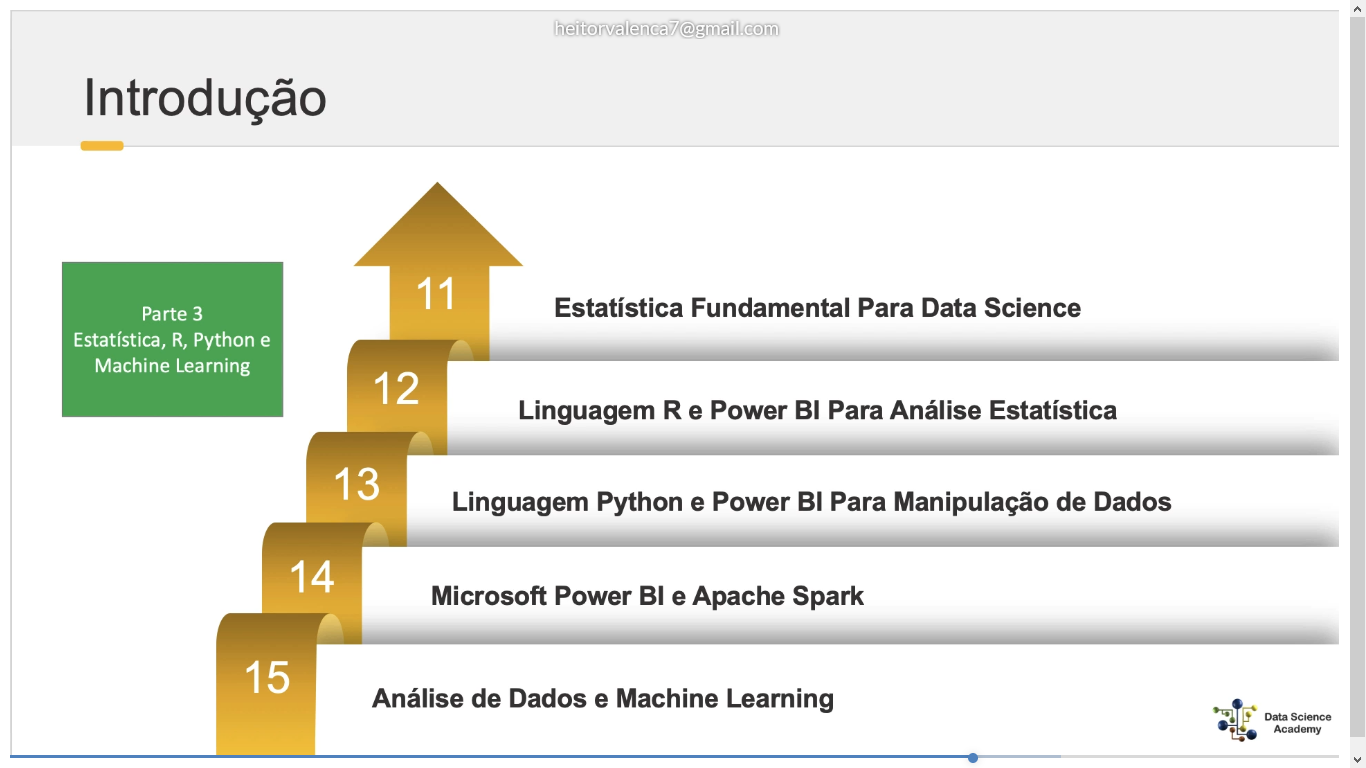 heitorvalenca7@gmail.com
Introdução
Parte 3
Estatística, R, Python e
Machine Learning
11
Estatística Fundamental Para Data Science
12
Linguagem R e Power BI Para Análise Estatística
13
Linguagem Python e Power BI Para Manipulação de Dados
14
Microsoft Power BI e Apache Spark
15
Análise de Dados e Machine Learning
Data Science
Academy